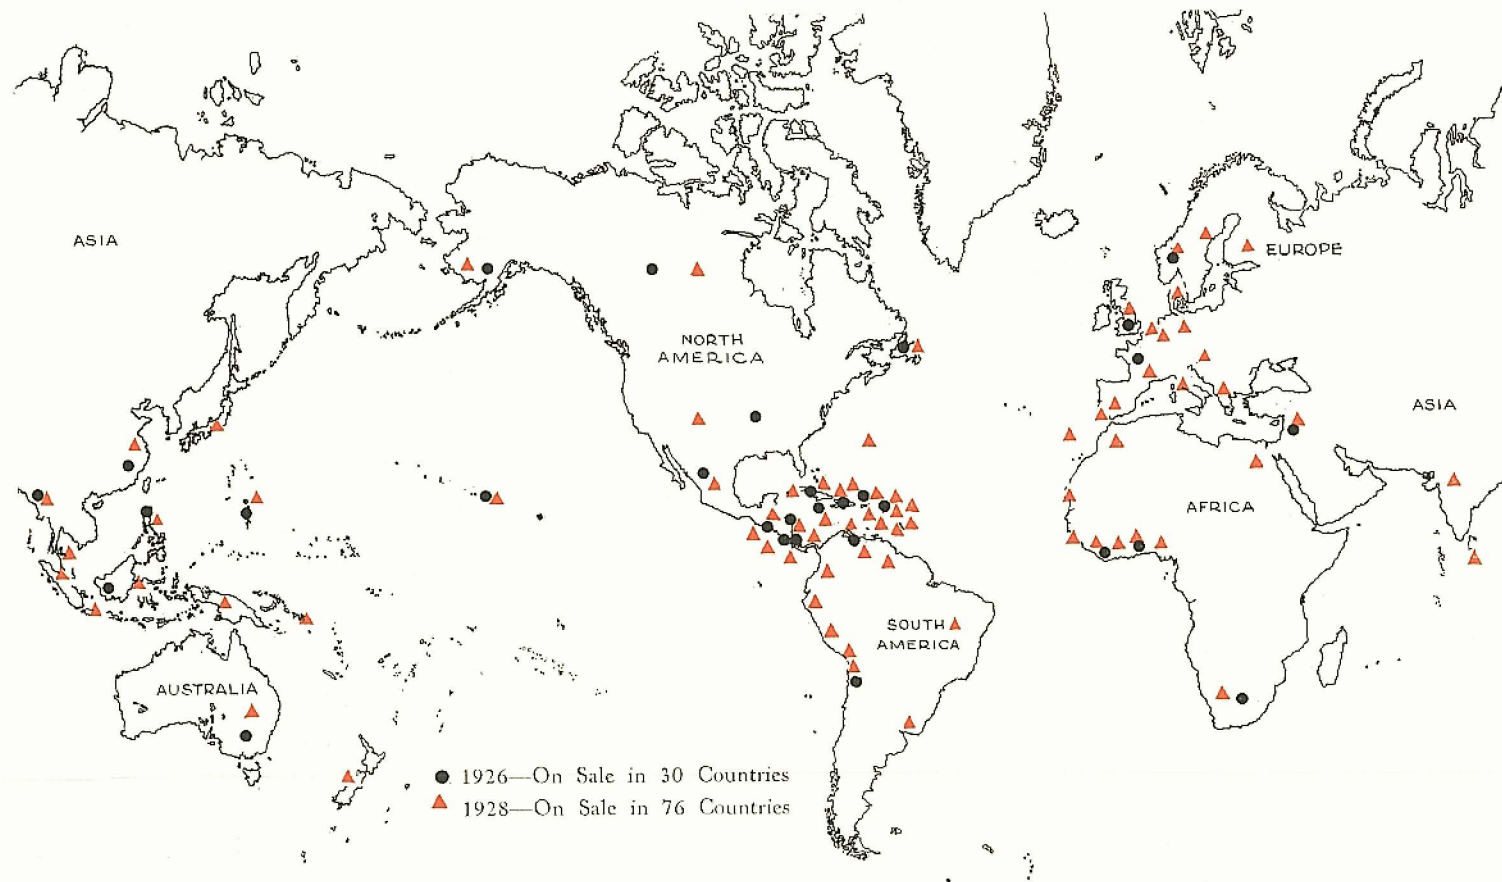 ASIA
EUROPE
NORTH
AMERICA
ASIA
AFRICA
SOUTH
AMERICA
AUSTRALIA
1926—On Sale in 30 Countries
1928—On Sale in 76 Countries